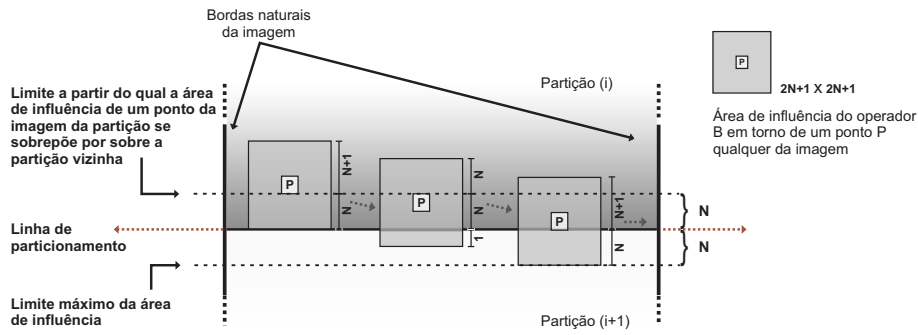 Bordas naturais
da imagem
Partição (i)
P
2N+1 X 2N+1
Área de influência do operador
B em torno de um ponto P
qualquer da imagem
Limite a partir do qual a área
de influência de um ponto da
imagem da partição se
sobrepõe por sobre a
partição vizinha
P
N+1
N
P
N
N
1
P
N+1
N
N
N
Linha de
particionamento
Limite máximo da área
de influência
Partição (i+1)